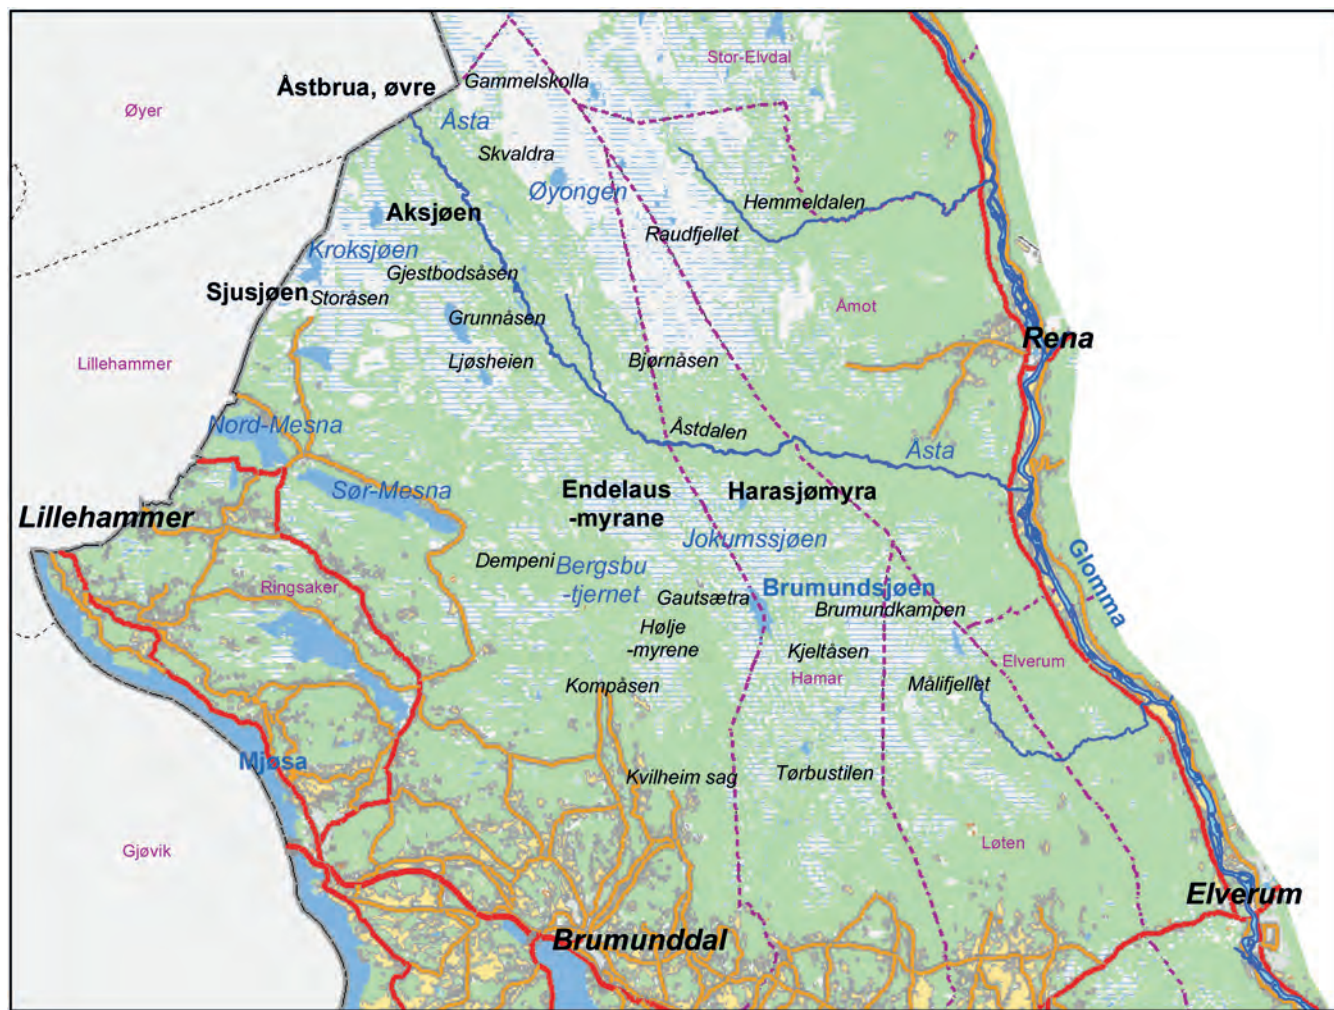 Stor-Elvdal
Gammelskolla
Åstbrua, øvre
Øyer
Åsta
Skvaldra
Øyongen
Hemmeldalen
Aksjøen
Raudfjellet
Kroksjøen
Gjestbodsåsen
Sjusjøen
Storåsen
Åmot
Grunnåsen
Rena
Lillehammer
Ljøsheien
Bjørnåsen
Nord-Mesna
Åstdalen
Åsta
Sør-Mesna
Endelaus
-myrane
Harasjømyra
Lillehammer
Jokumssjøen
Dempeni
Bergsbu
-tjernet
Glomma
Ringsaker
Brumundsjøen
Gautsætra
Brumundkampen
Hølje
-myrene
Kjeltåsen
Elverum
Hamar
Målifjellet
Kompåsen
Mjøsa
Kvilheim sag
Tørbustilen
Gjøvik
Løten
Elverum
Brumunddal